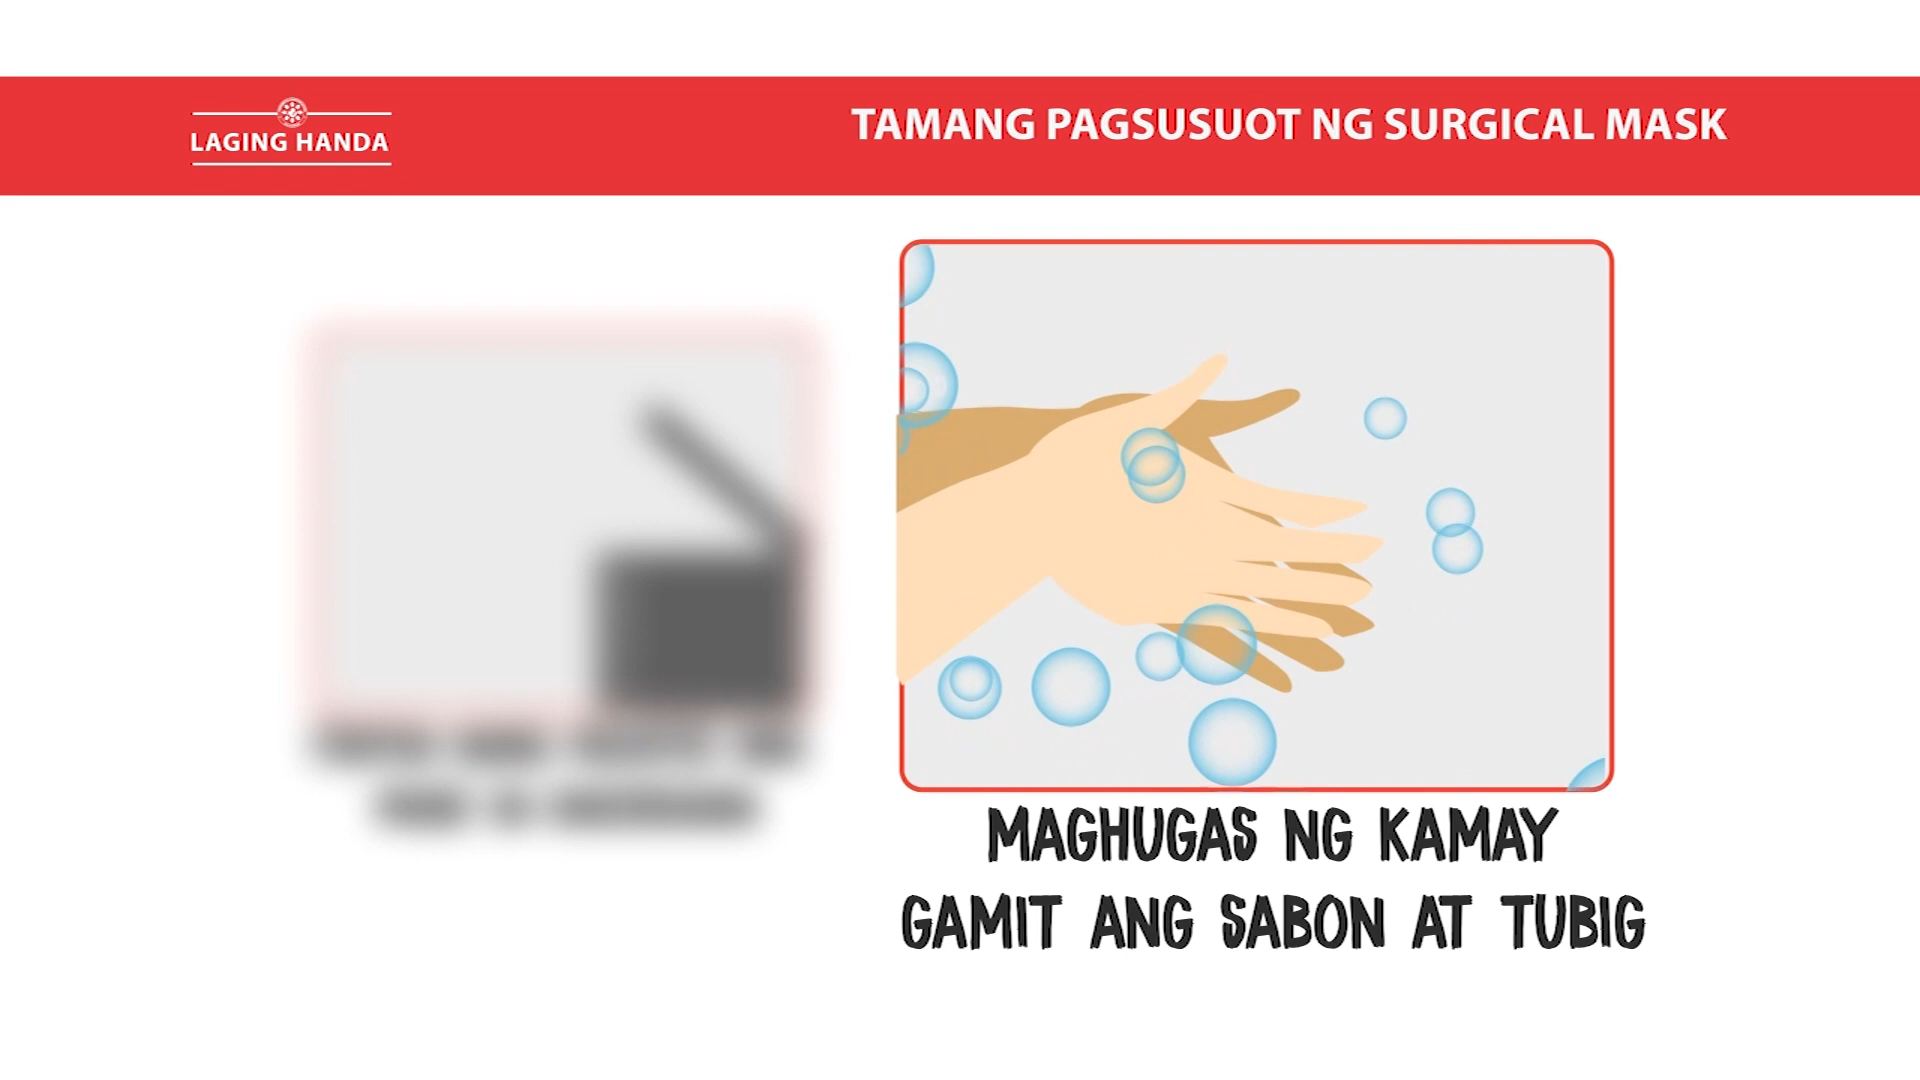 LAGING HANDA
TAMANG PAGSUSUOT NG SURGICAL MASK
MAGHUGAS NG KAMAY
GAMIT ANG SABON AT TUBIG